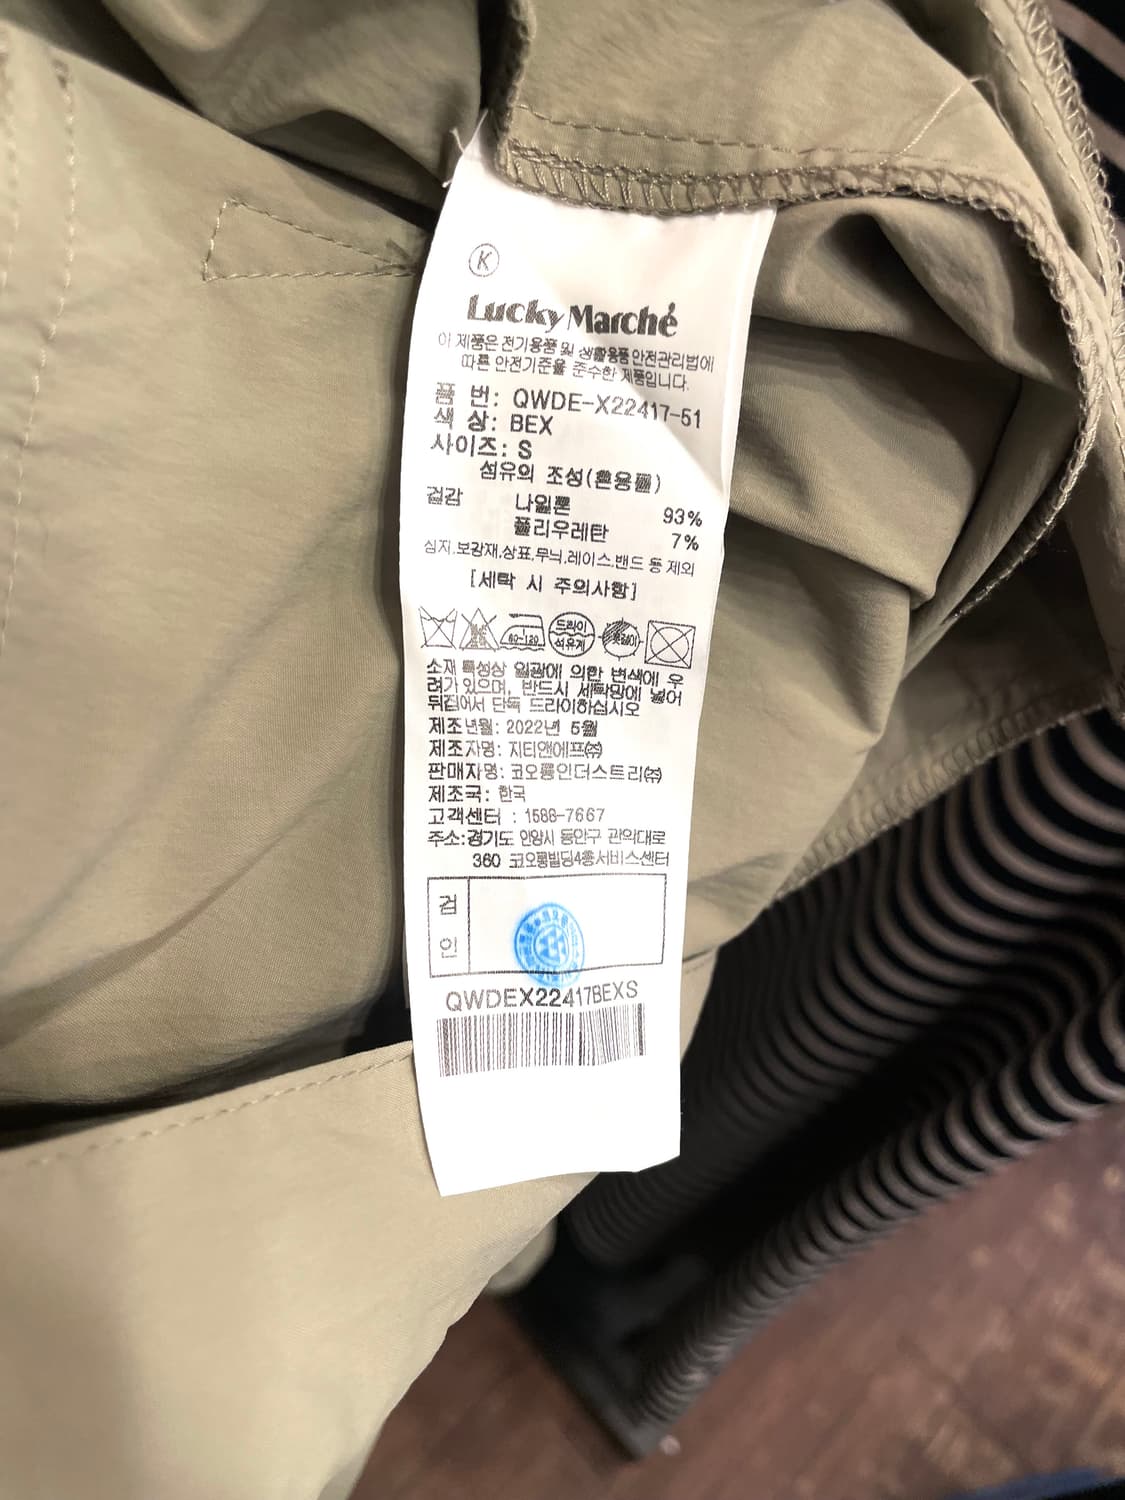 K
Lucky Marché
이 제품은 전기용품 및 생활용품 안전관리법에
따른 안전기준을 준수한 제품입니다.
품 번: QWDE-X22417-51
색 상: BEX
사이즈: S
섬유의 조성(혼용률)
겉감 나일론 93%
폴리우레탄 7%
심지,보강재,상표,무늬,레이스,밴드 등 제외
[세탁 시 주의사항]
80-120 드라이 석유계
소재 특성상 일광에 의한 변색에 우
려가 있으며, 반드시 세탁망에 넣어
뒤집어서 단독 드라이하십시오
제조년월: 2022년 5월
제조자명: 지티앤에프㈜
판매자명: 코오롱인더스트리㈜
제조국: 한국
고객센터 : 1588-7667
주소:경기도 안양시 동안구 관악대로
360 코오롱빌딩4층서비스센터
검
인
QWDEX22417BEXS